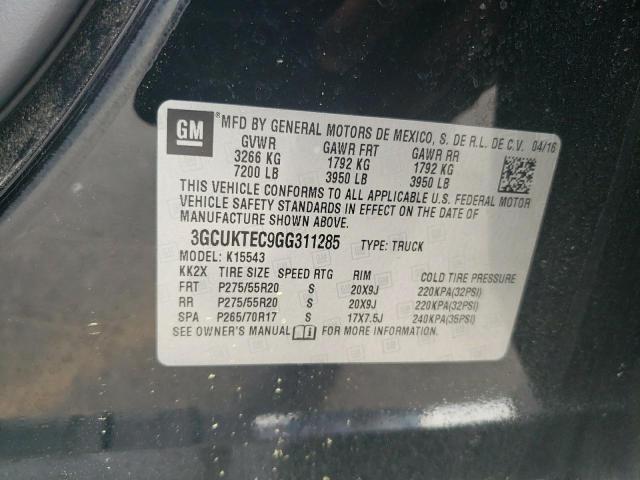 GM
® MFD BY GENERAL MOTORS DE MEXICO, S. DE R.L. DE C.V. 04/16
GVWR GAWR FRT GAWR RR
3266 KG 1792 KG 1792 KG
7200 LB 3950 LB 3950 LB
THIS VEHICLE CONFORMS TO ALL APPLICABLE U.S. FEDERAL MOTOR
VEHICLE SAFETY STANDARDS IN EFFECT ON THE DATE OF
MANUFACTURE SHOWN ABOVE.
3GCUKTEC9GG311285 TYPE: TRUCK
MODEL: K15543
KK2X TIRE SIZE SPEED RTG RIM COLD TIRE PRESSURE
FRT P275/55R20 S 20X9J 220KPA(32PSI)
RR P275/55R20 S 20X9J 220KPA(32PSI)
SPA P265/70R17 S 17X7.5J 240KPA(35PSI)
SEE OWNER'S MANUAL FOR MORE INFORMATION.